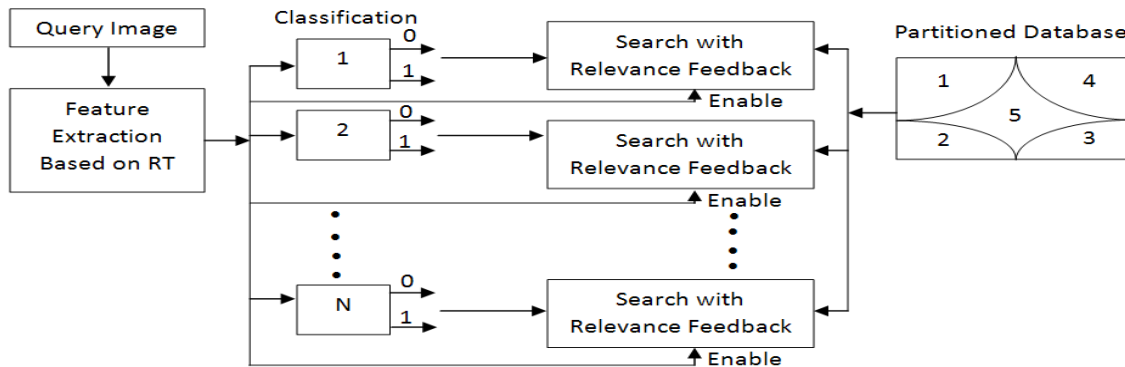 Query Image
Feature
Extraction
Based on RT
Classification
1
0
1
Search with
Relevance Feedback
Enable
2
0
1
Search with
Relevance Feedback
Enable
N
0
1
Search with
Relevance Feedback
Enable
Partitioned Database
1
4
5
2
3